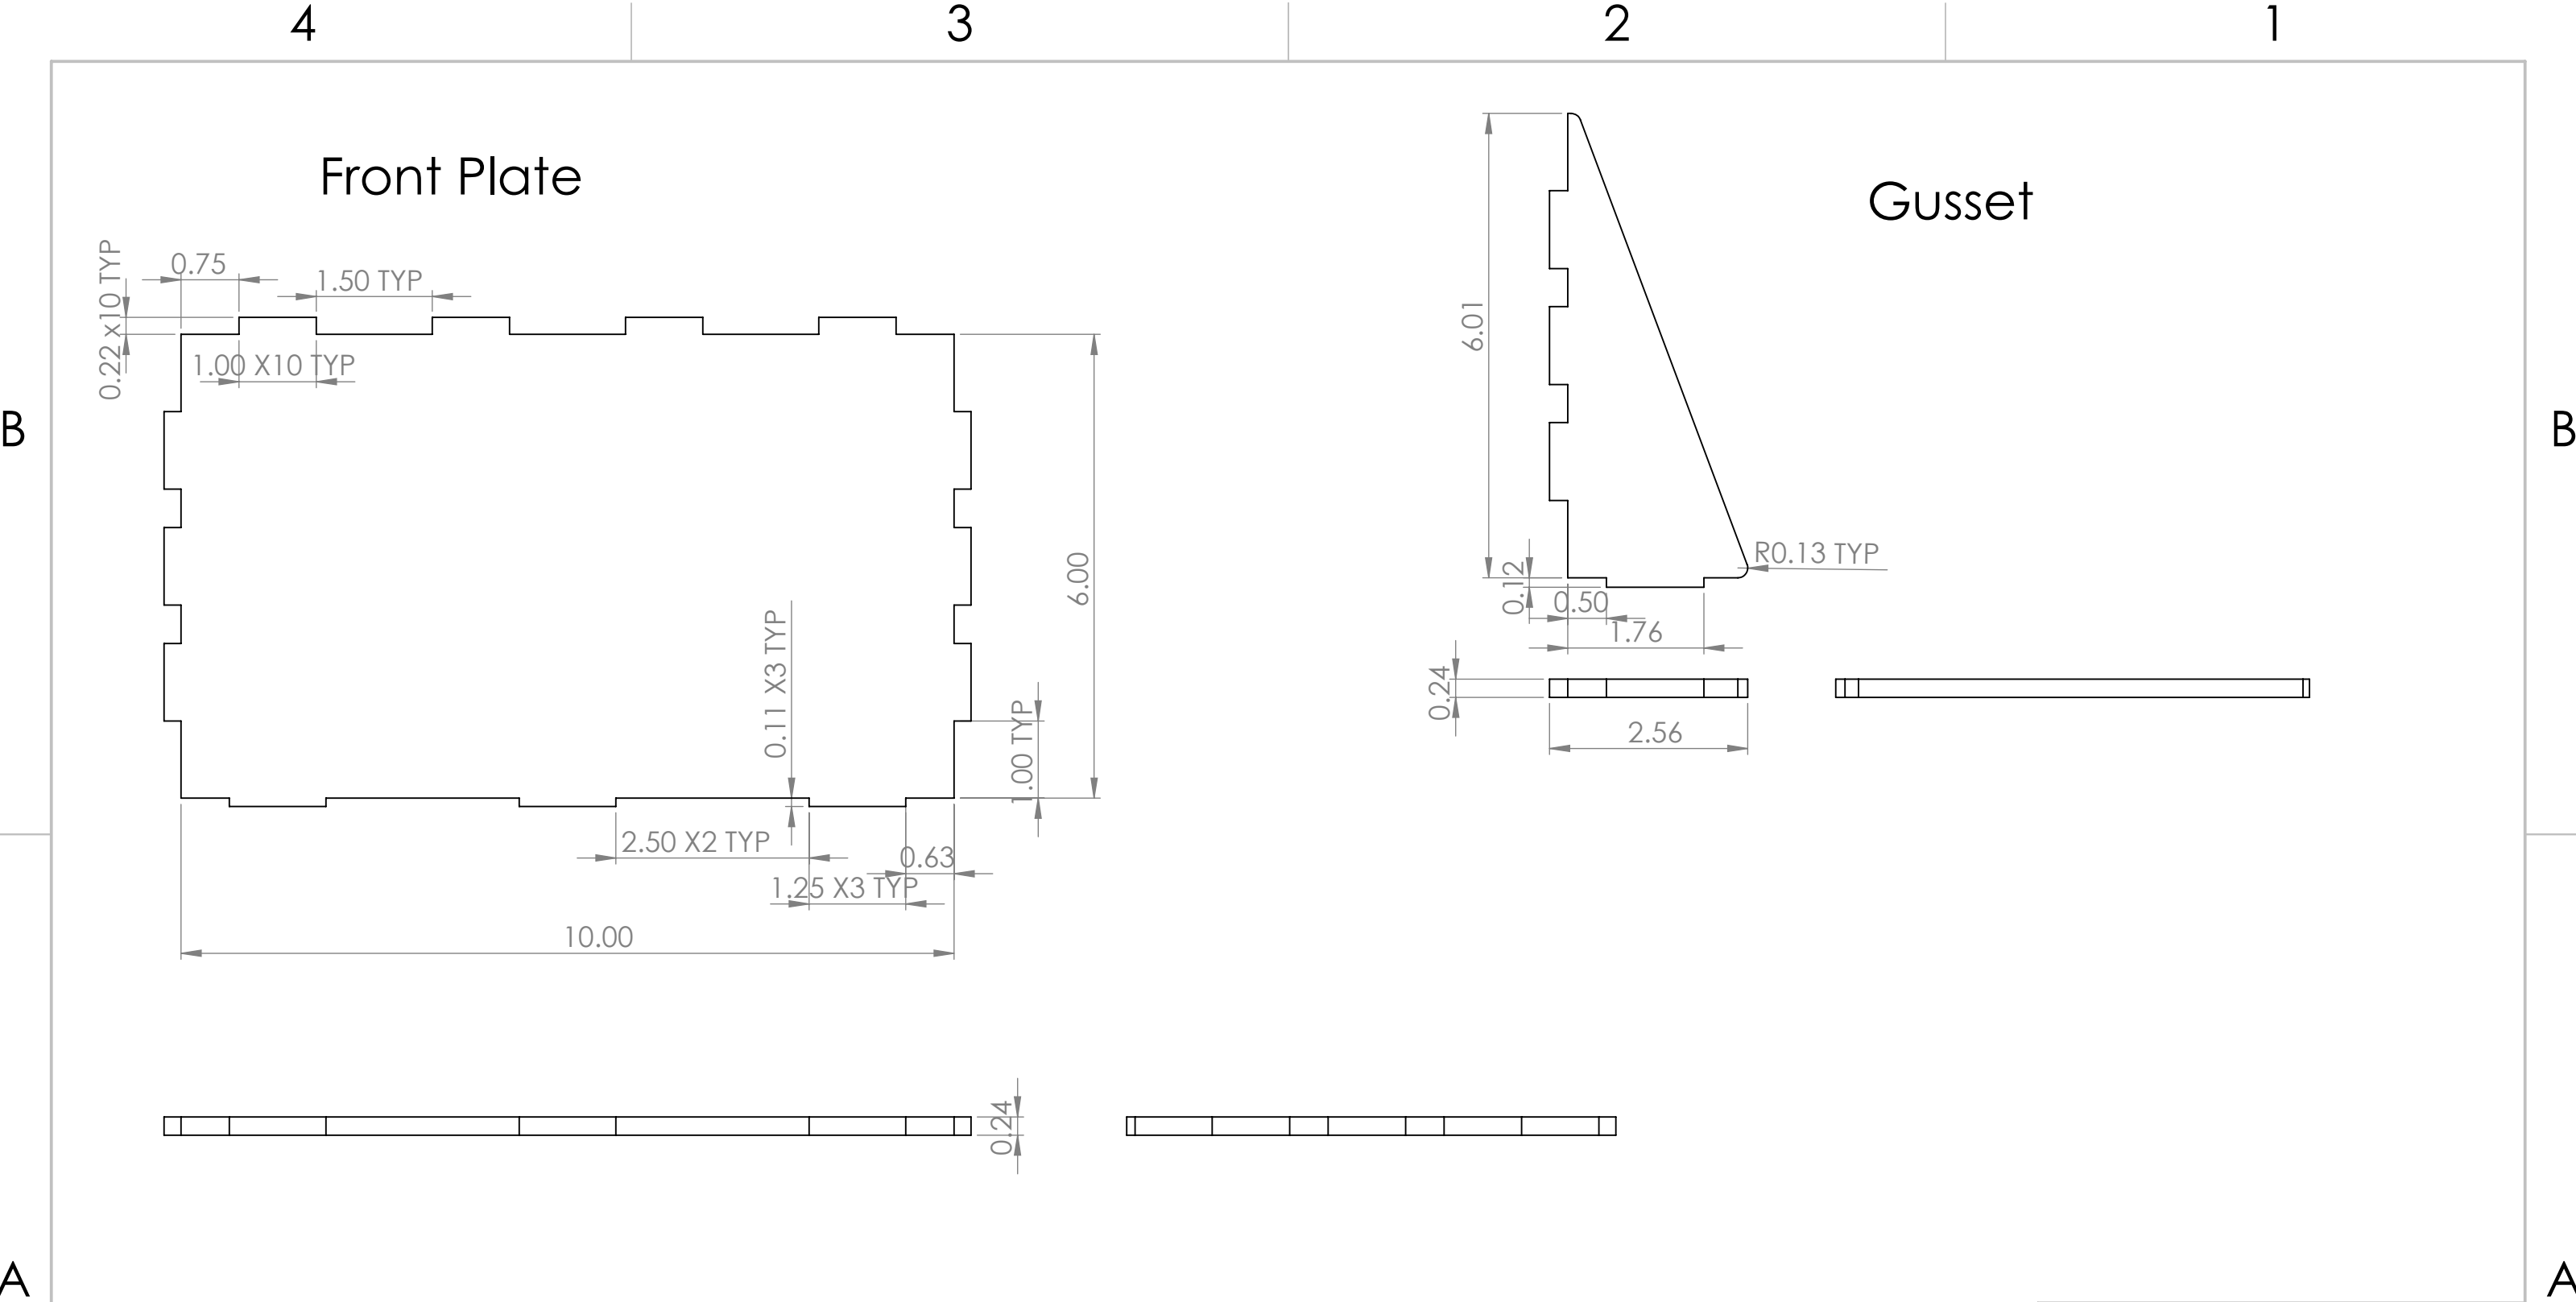 4 3 2 1
Front Plate
Gusset
B B
0.75
1.50 TYP
0.22 x10 TYP
1.00 X10 TYP
6.00
0.11 X3 TYP
1.00 TYP
2.50 X2 TYP
0.63
1.25 X3 TYP
10.00
0.24
6.01
R0.13 TYP
0.12
0.50
1.76
0.24
2.56
A A